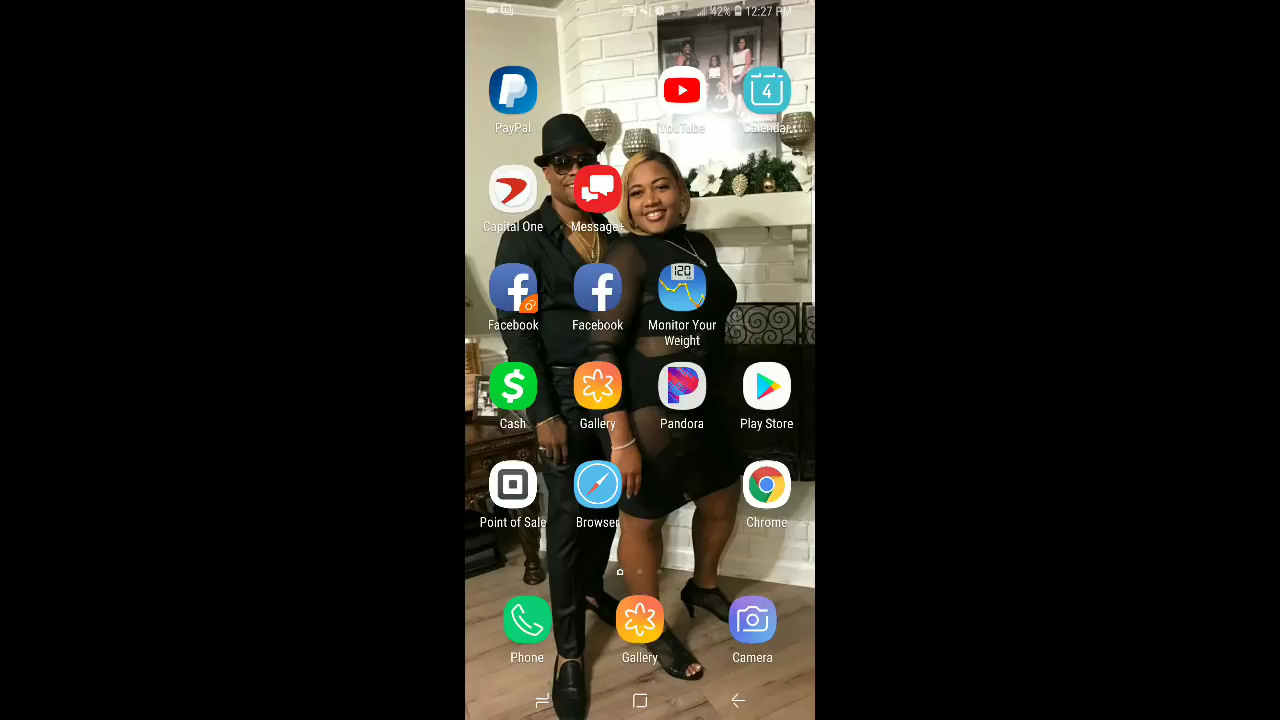 42% 12:27 PM
PayPal
YouTube
4
Calendar
Capital One
Message+
120
Facebook
Facebook
Monitor Your
Weight
Cash
Gallery
Pandora
Play Store
Point of Sale
Browser
Chrome
Phone
Gallery
Camera